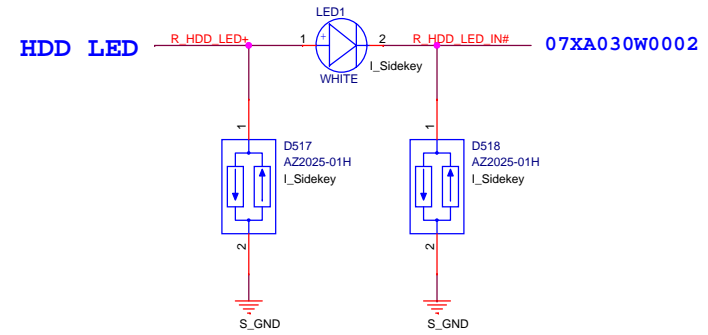 LED1
HDD LED
R_HDD_LED+
1
+
2
R_HDD_LED_IN#
07XA030W0002
I_Sidekey
WHITE
1
D517
AZ2025-01H
I_Sidekey
2
S_GND
1
D518
AZ2025-01H
I_Sidekey
2
S_GND